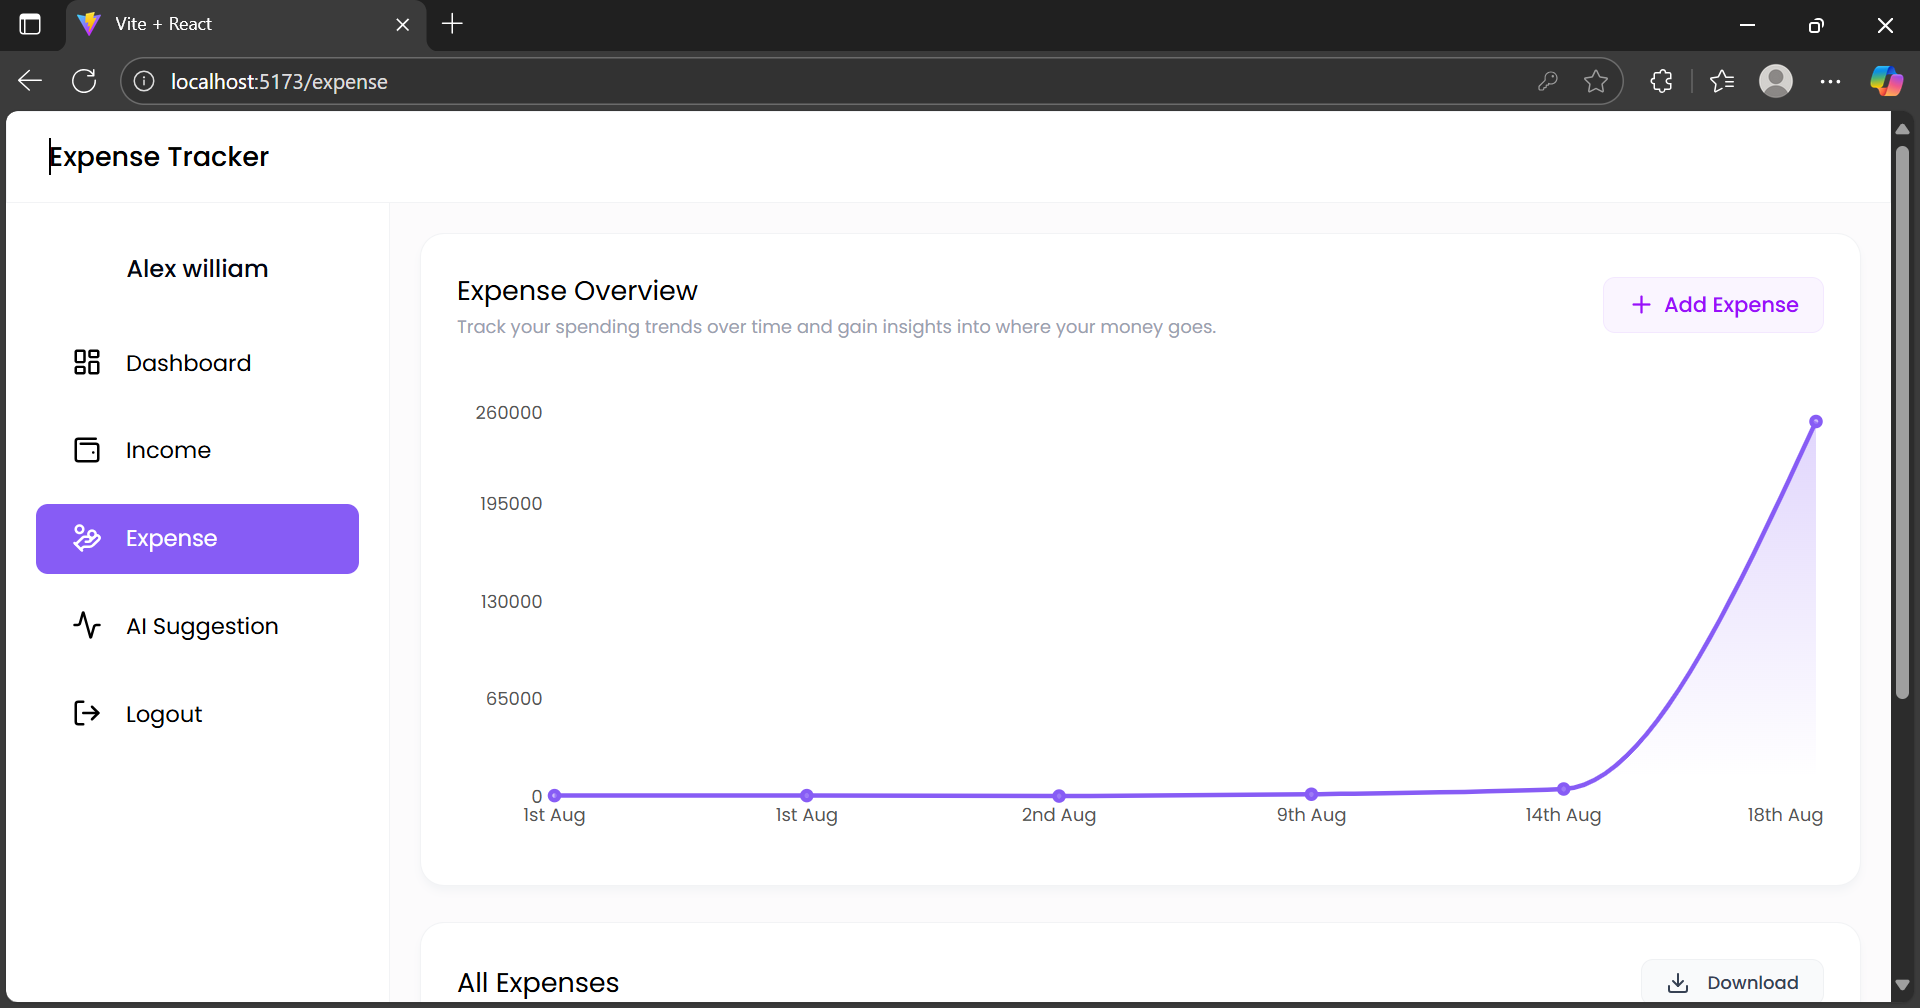 Vite + React
localhost:5173/expense
Expense Tracker
Alex william
Dashboard
Income
Expense
AI Suggestion
Logout
Expense Overview
Track your spending trends over time and gain insights into where your money goes.
+ Add Expense
260000
195000
130000
65000
0
1st Aug 1st Aug 2nd Aug 9th Aug 14th Aug 18th Aug
All Expenses
Download